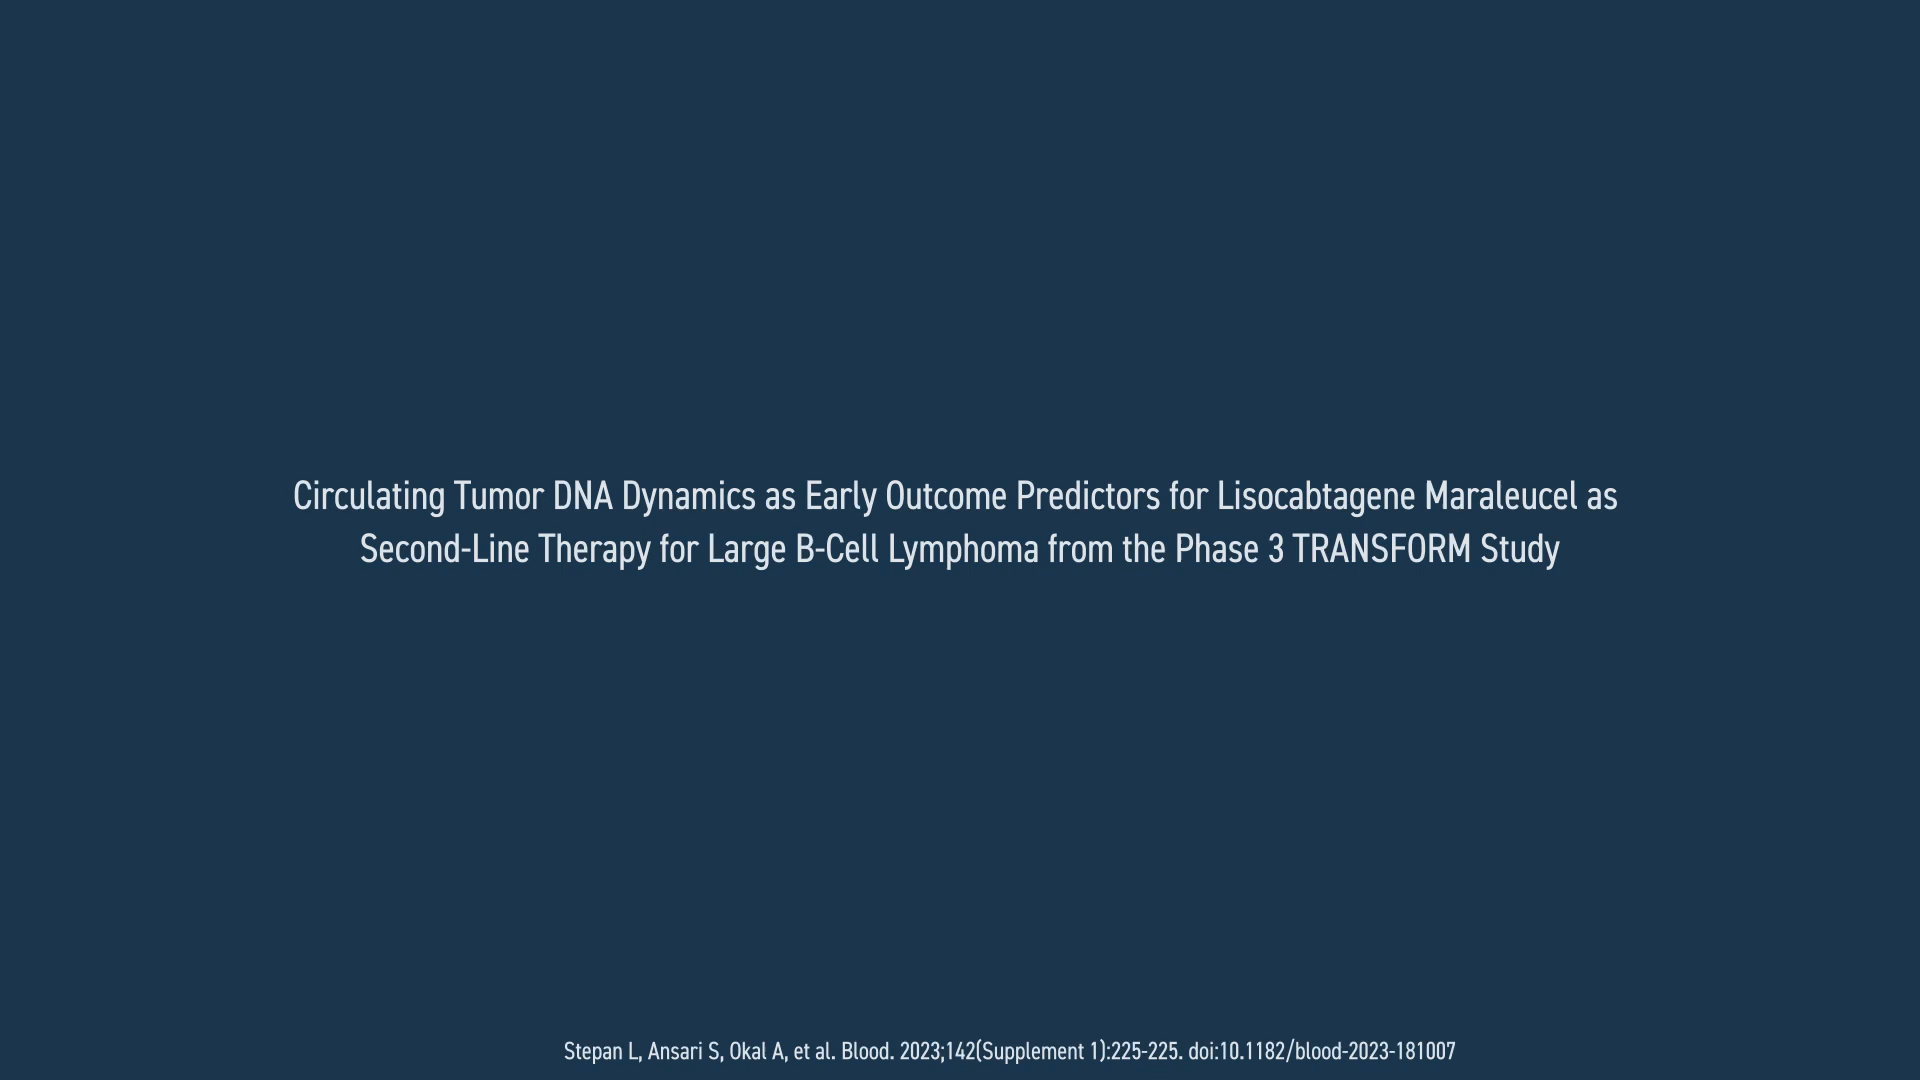 Circulating Tumor DNA Dynamics as Early Outcome Predictors for Lisocabtagene Maraleucel as
Second-Line Therapy for Large B-Cell Lymphoma from the Phase 3 TRANSFORM Study
Stepan L, Ansari S, Okal A, et al. Blood. 2023;142(Supplement 1):225-225. doi:10.1182/blood-2023-181007